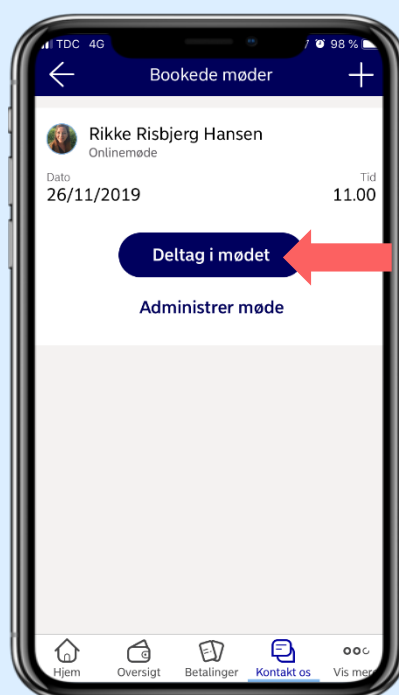 TDC 4G 98 %
Bookede møder
Rikke Risbjerg Hansen
Onlinemøde
Dato Tid
26/11/2019 11.00
Deltag i mødet
Administrer møde
Hjem Oversigt Betalinger Kontakt os Vis mere